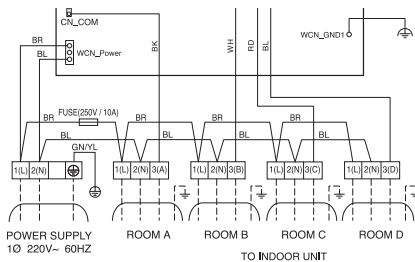 CN_COM
BR
WCN_Power
BL
BK
WH
RD
BL
WCN_GND1
FUSE(250V / 10A)
BR
BR
BR
BR
BL
BL
BL
BL
GN/YL
1(L) 2(N)
1(L) 2(N) 3(A)
1(L) 2(N) 3(B)
1(L) 2(N) 3(C)
1(L) 2(N) 3(D)
POWER SUPPLY
1Ø 220V~ 60HZ
ROOM A
ROOM B
ROOM C
ROOM D
TO INDOOR UNIT